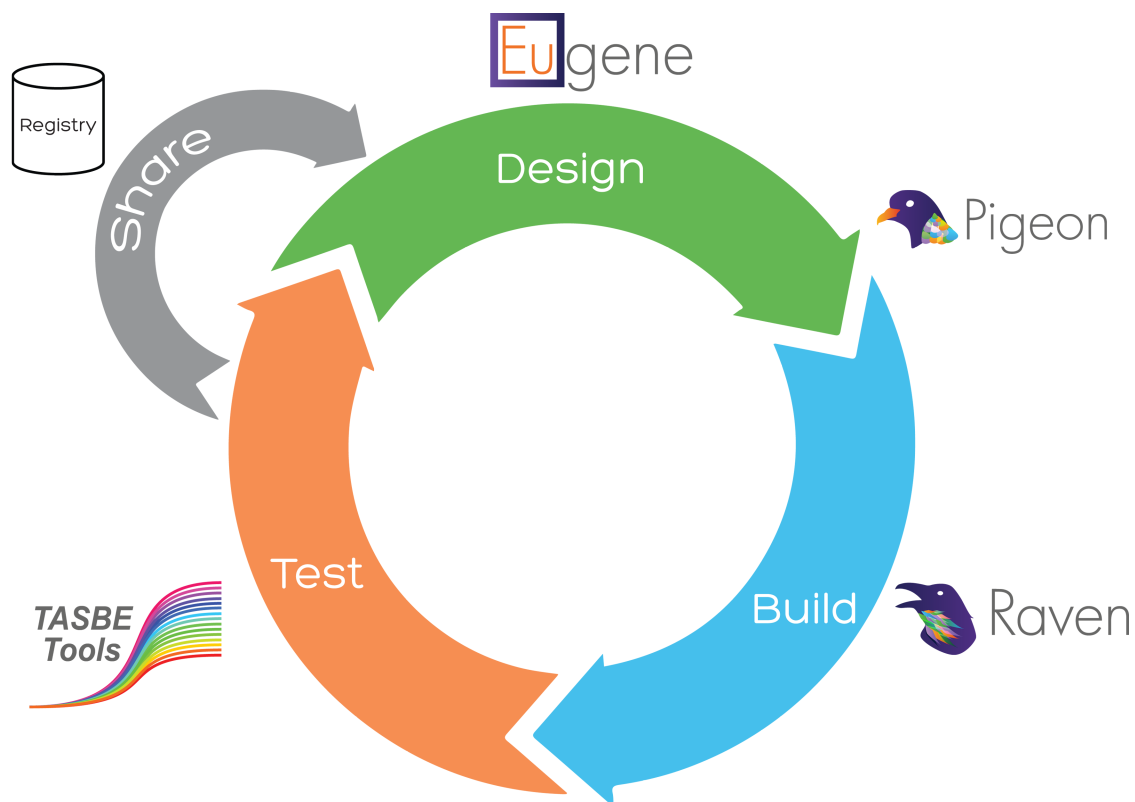 Eugene
Registry
Share
Design
Pigeon
Test
TASBE
Tools
Build
Raven